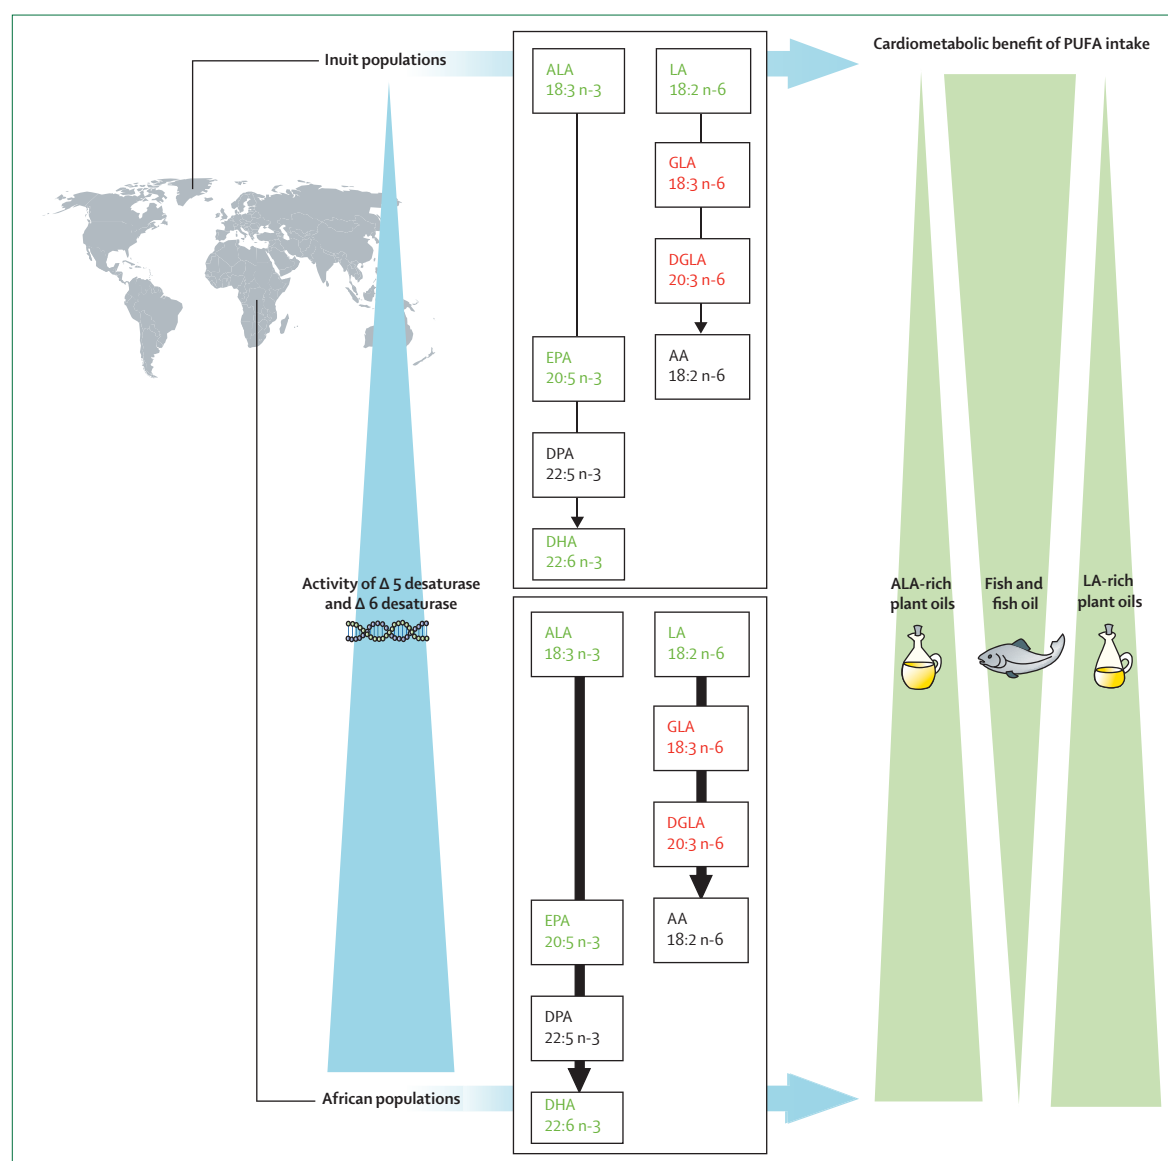 Inuit populations
Cardiometabolic benefit of PUFA intake
ALA
18:3 n-3
LA
18:2 n-6
GLA
18:3 n-6
DGLA
20:3 n-6
EPA
20:5 n-3
AA
18:2 n-6
DPA
22:5 n-3
DHA
22:6 n-3
Activity of Δ 5 desaturase
and Δ 6 desaturase
ALA-rich
plant oils
Fish and
fish oil
LA-rich
plant oils
ALA
18:3 n-3
LA
18:2 n-6
GLA
18:3 n-6
DGLA
20:3 n-6
EPA
20:5 n-3
AA
18:2 n-6
DPA
22:5 n-3
African populations
DHA
22:6 n-3